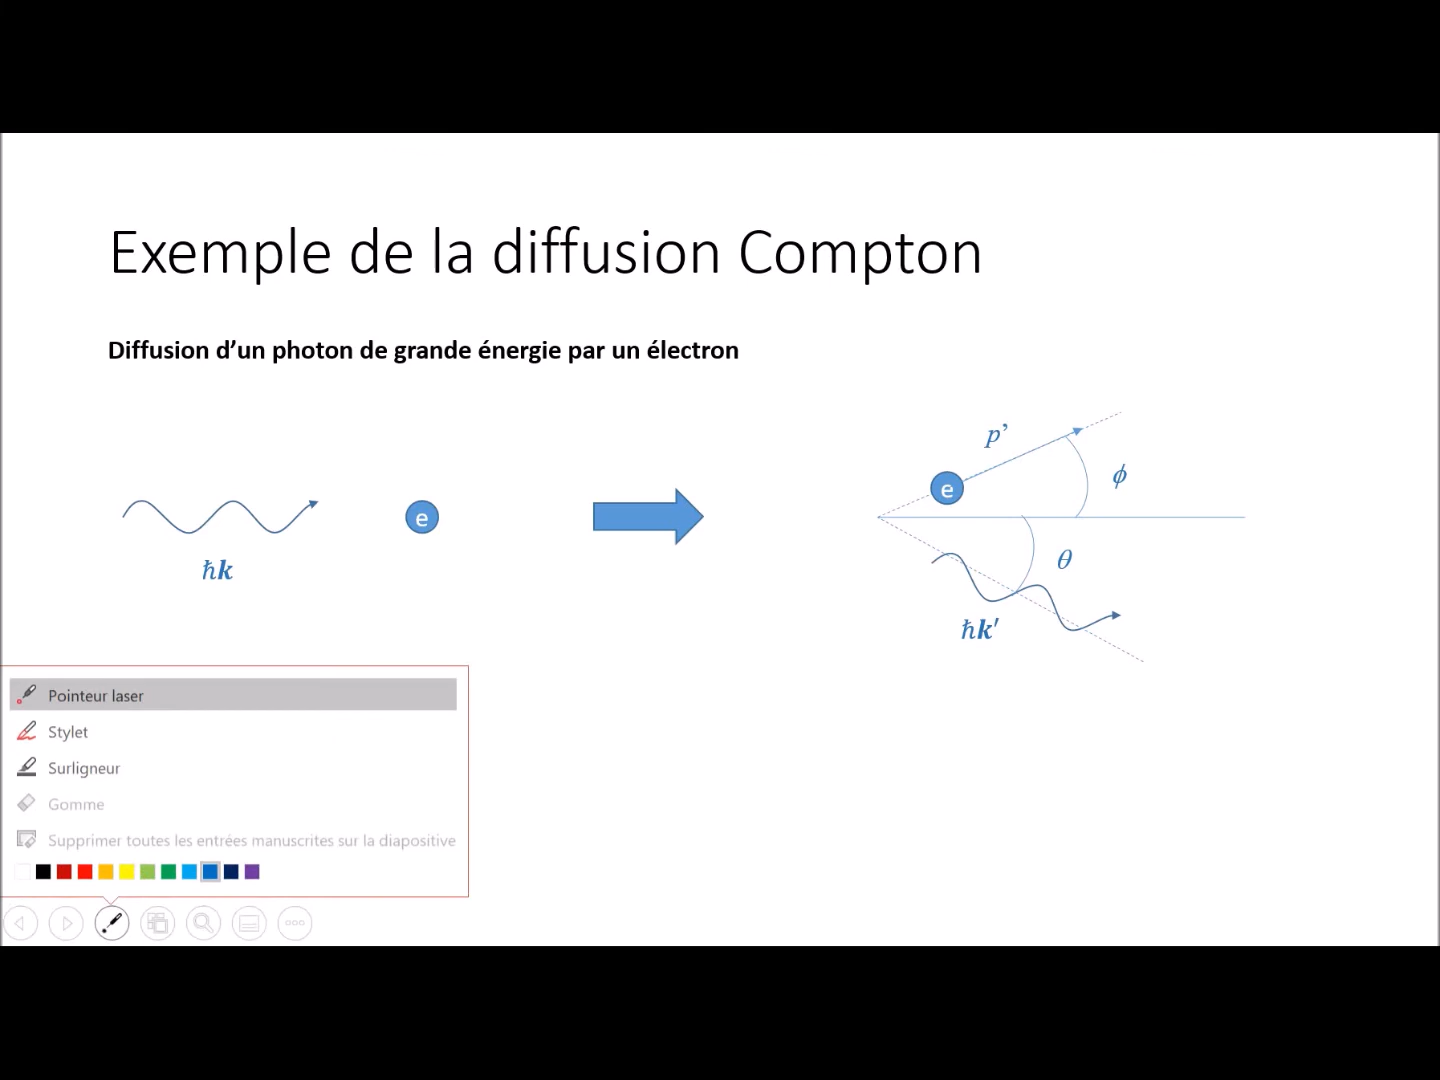 Exemple de la diffusion Compton
Diffusion d’un photon de grande énergie par un électron
p’
ϕ
e
e
θ
ħk
ħk′
Pointeur laser
Stylet
Surligneur
Gomme
Supprimer toutes les entrées manuscrites sur la diapositive